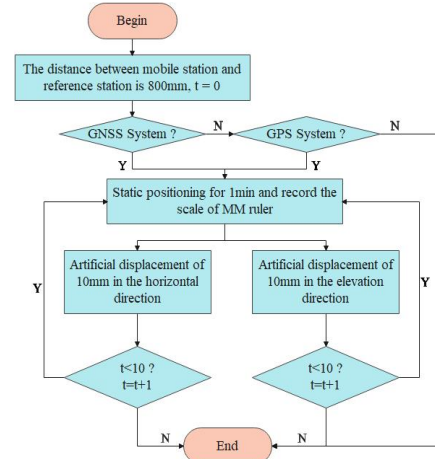 Begin
The distance between mobile station and
reference station is 800mm, t = 0
GNSS System ?
N
GPS System ?
N
Y
Y
Static positioning for 1min and record the
scale of MM ruler
Artificial displacement of
10mm in the horizontal
direction
Artificial displacement of
10mm in the elevation
direction
Y
Y
t<10 ?
t=t+1
t<10 ?
t=t+1
N
End
N